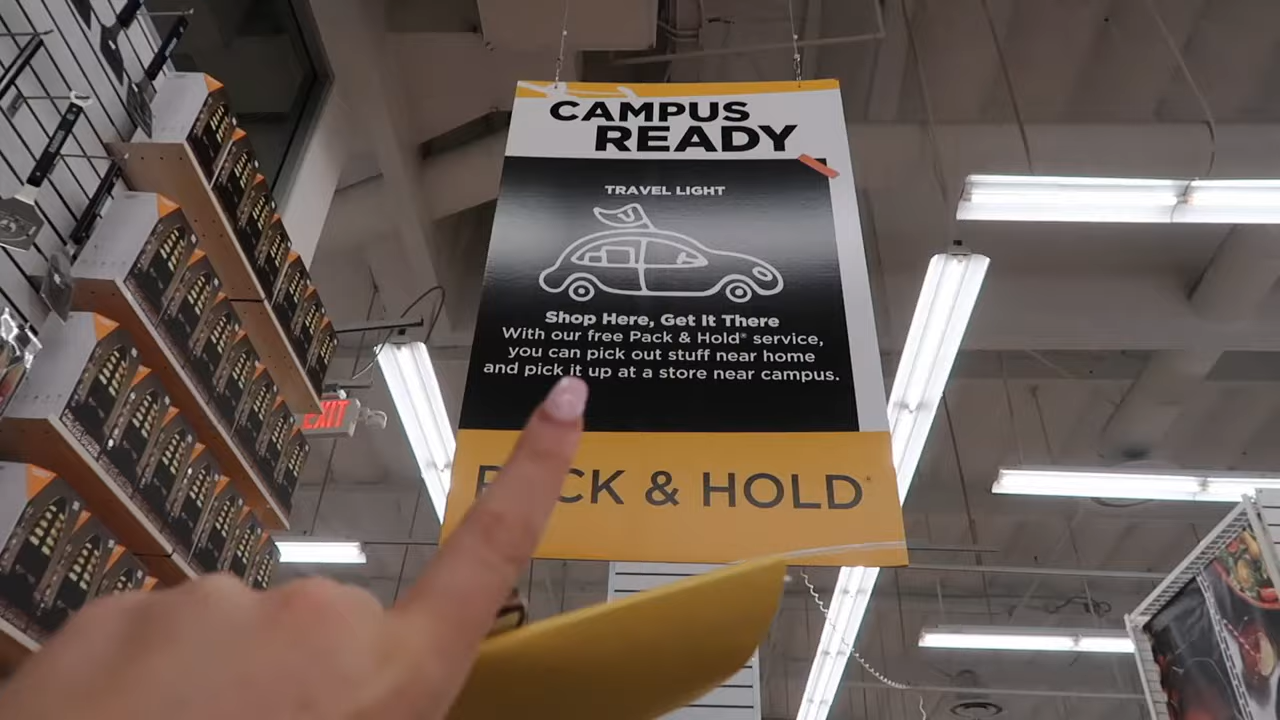 CAMPUS
READY
TRAVEL LIGHT
Shop Here, Get It There
With our free Pack & Hold® service,
you can pick out stuff near home
and pick it up at a store near campus.
CK & HOLD
EXIT